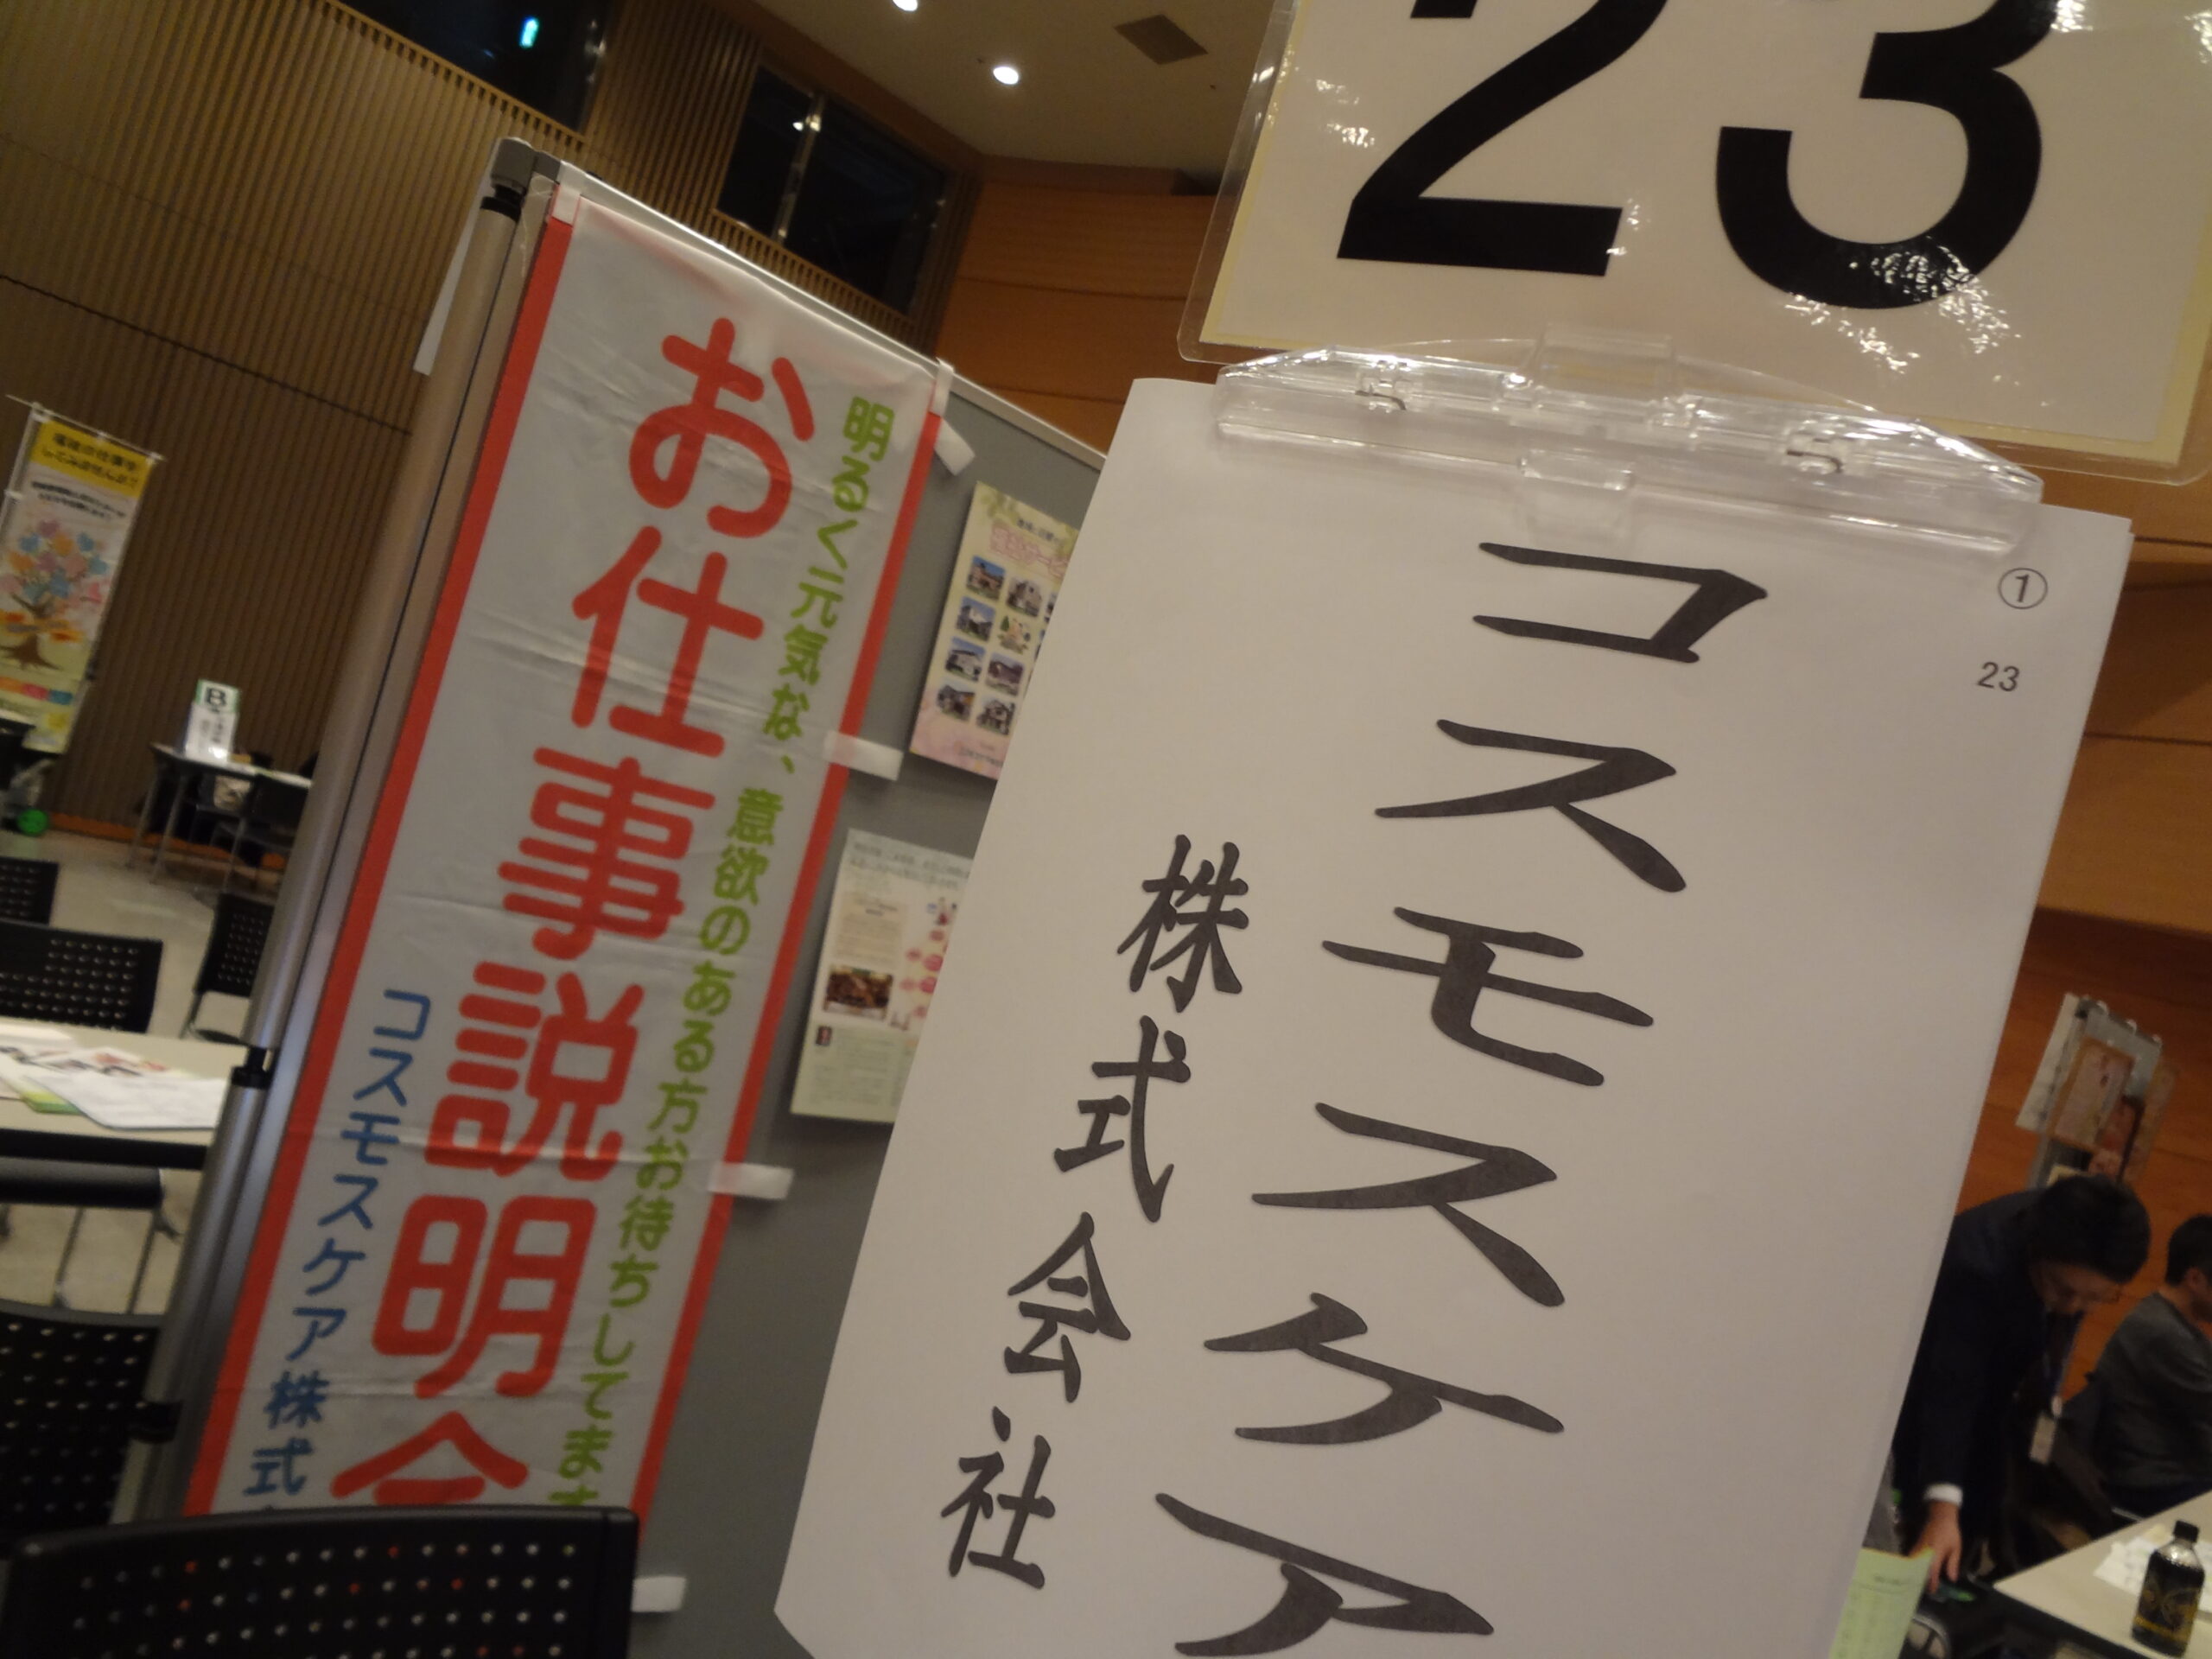 23
①
23
コスモスケア
株式会社
明るく元気な、意欲のある方お待ちしてます
お仕事説明会
コスモスケア株式
B